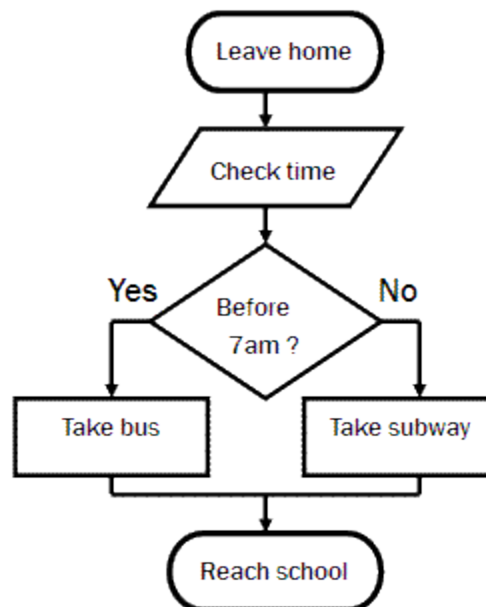 Leave home
Check time
Yes
No
Before
7am ?
Take bus
Take subway
Reach school